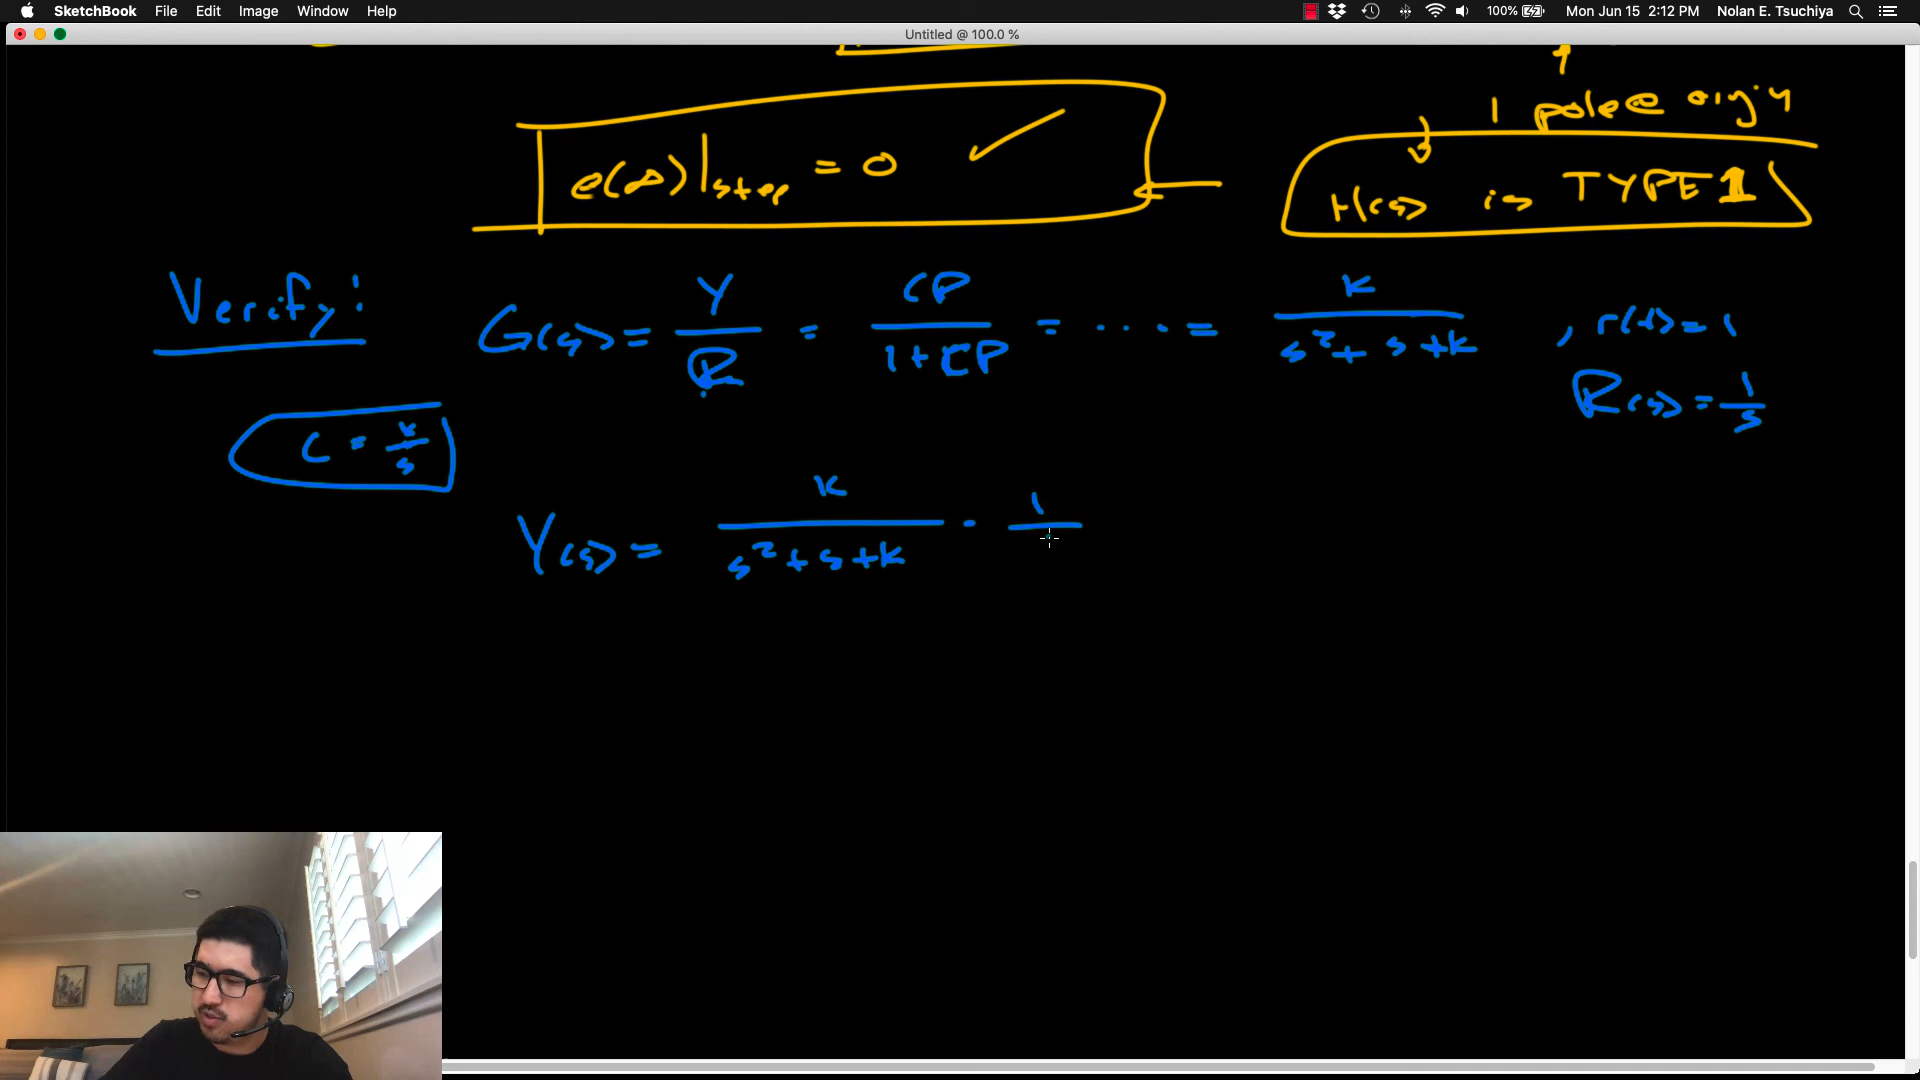 SketchBook File Edit Image Window Help 100% Mon Jun 15 2:12 PM Nolan E. Tsuchiya
Untitled @ 100.0 %
1 pole @ origin
e(∞)|step = 0 ✓
H(s) is TYPE 1
Verify: G(s) = Y/R = CP/(1+CP) = .... = K/(s²+s+K) , r(t)=1
R(s) = 1/s
C = K/s
Y(s) = K/(s²+s+K) · 1/